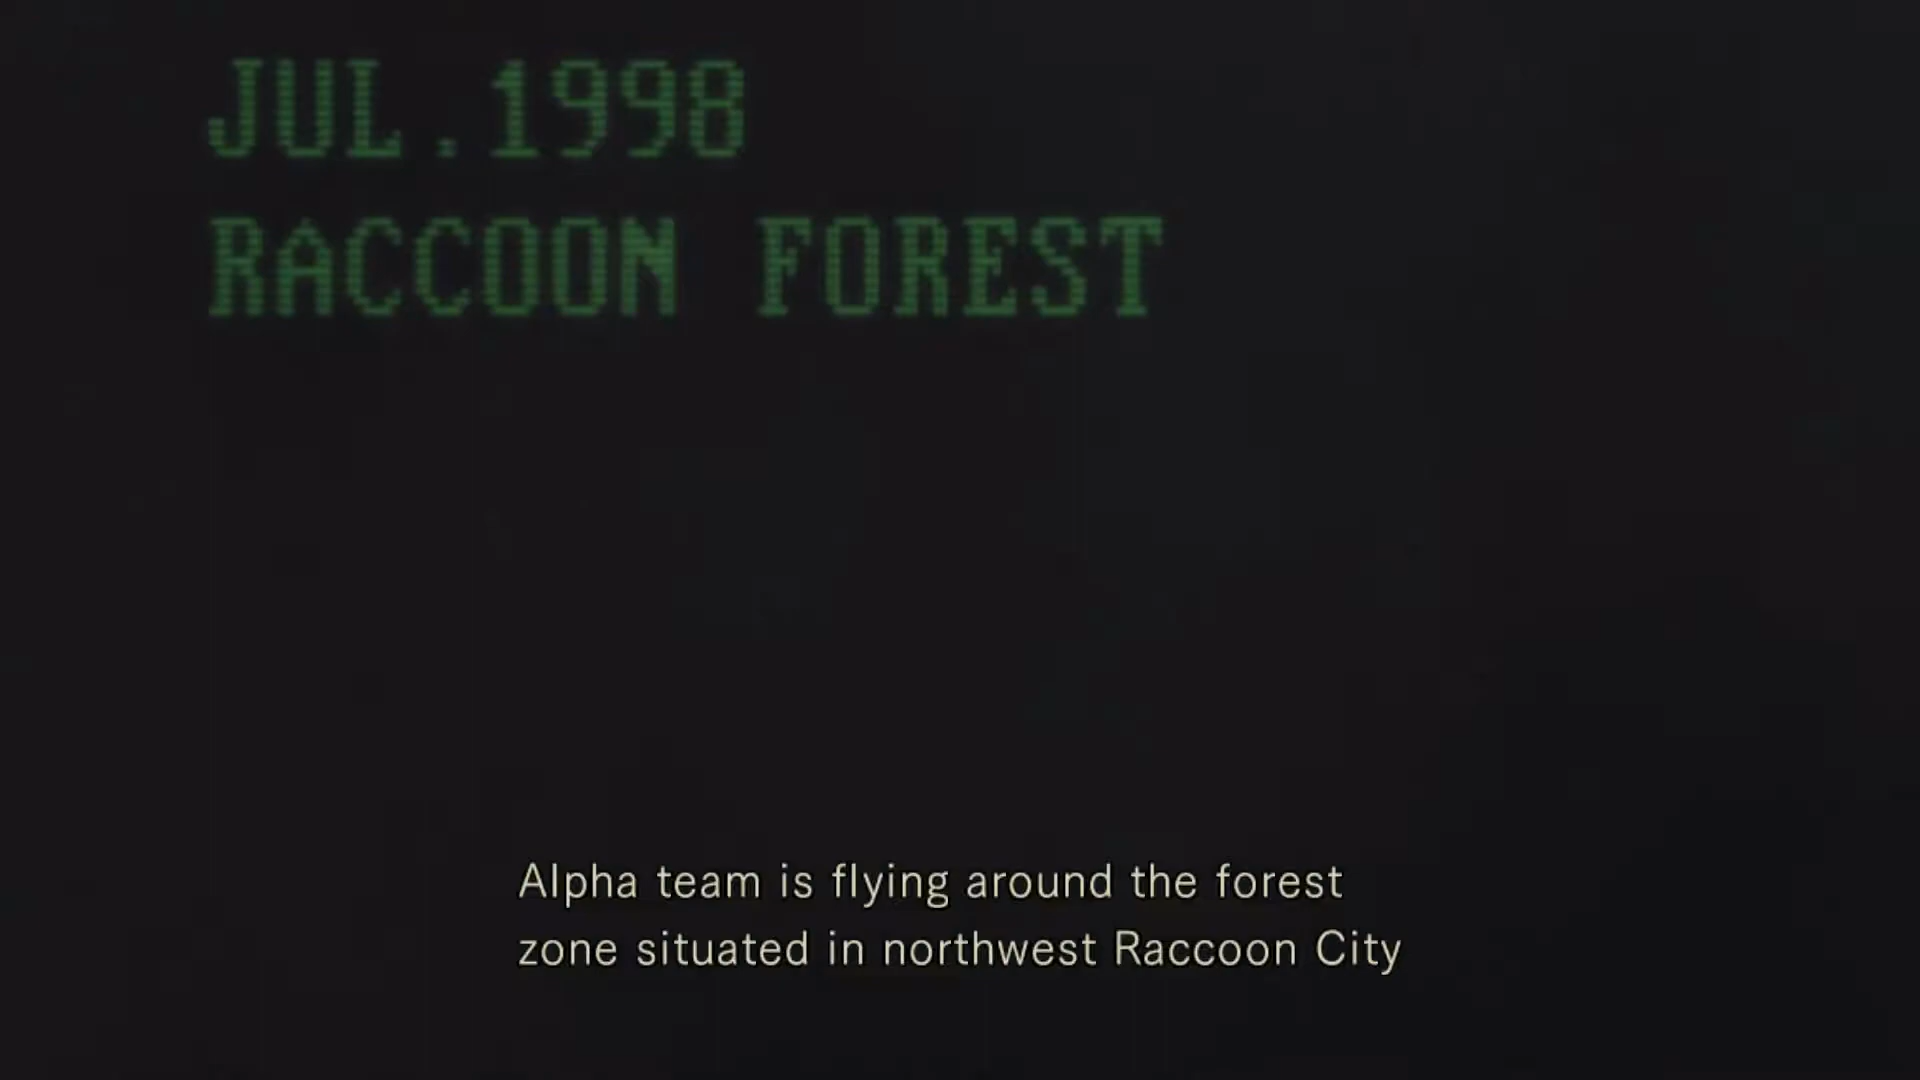 JUL.1998
RACCOON FOREST
Alpha team is flying around the forest
zone situated in northwest Raccoon City